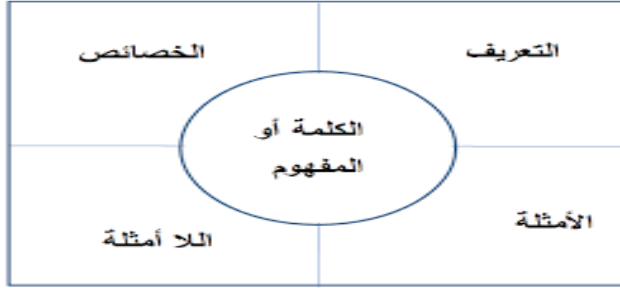 التعريف
الخصائص
الكلمة أو
المفهوم
الأمثلة
اللا أمثلة